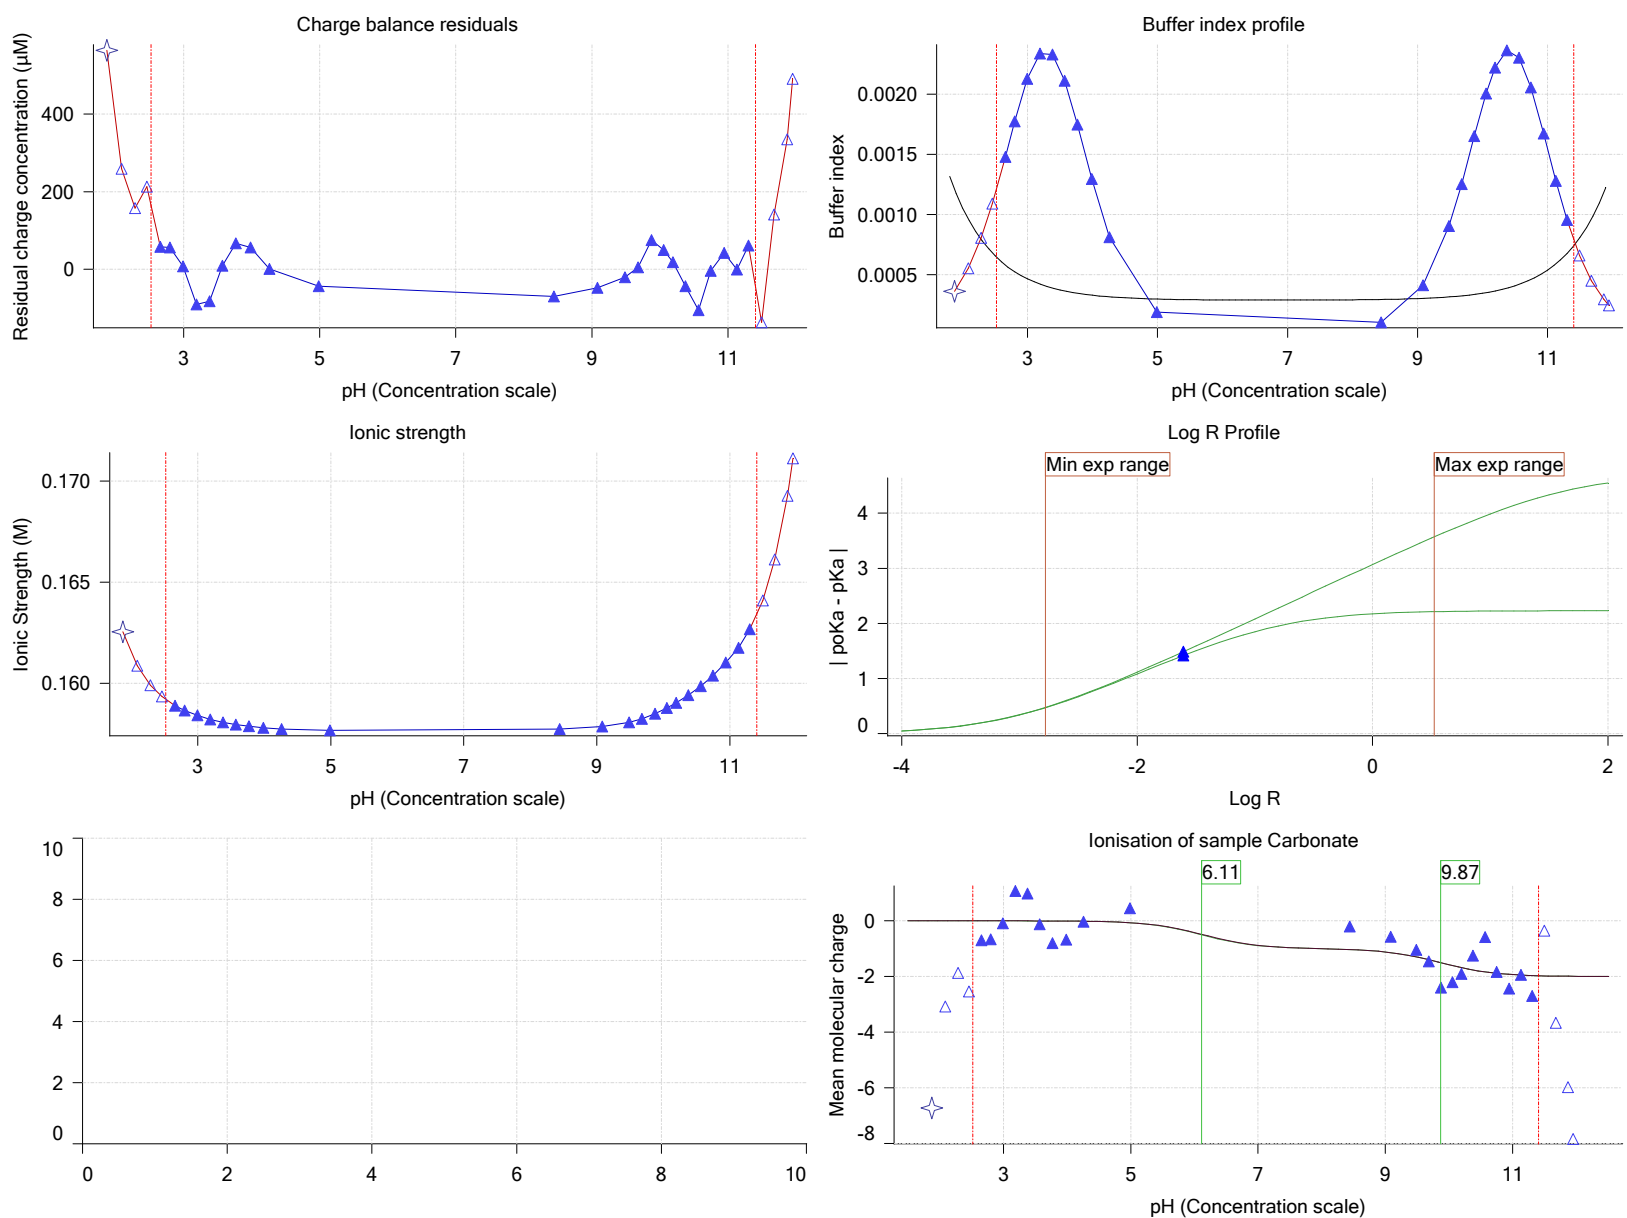 Charge balance residuals
Residual charge concentration (µM)
400
200
0
3 5 7 9 11
pH (Concentration scale)
Buffer index profile
Buffer index
0.0020
0.0015
0.0010
0.0005
3 5 7 9 11
pH (Concentration scale)
Ionic strength
Ionic Strength (M)
0.170
0.165
0.160
3 5 7 9 11
pH (Concentration scale)
Log R Profile
Min exp range Max exp range
| poKa - pKa |
4
3
2
1
0
-4 -2 0 2
Log R
10
8
6
4
2
0
0 2 4 6 8 10
Ionisation of sample Carbonate
6.11 9.87
Mean molecular charge
0
-2
-4
-6
-8
3 5 7 9 11
pH (Concentration scale)